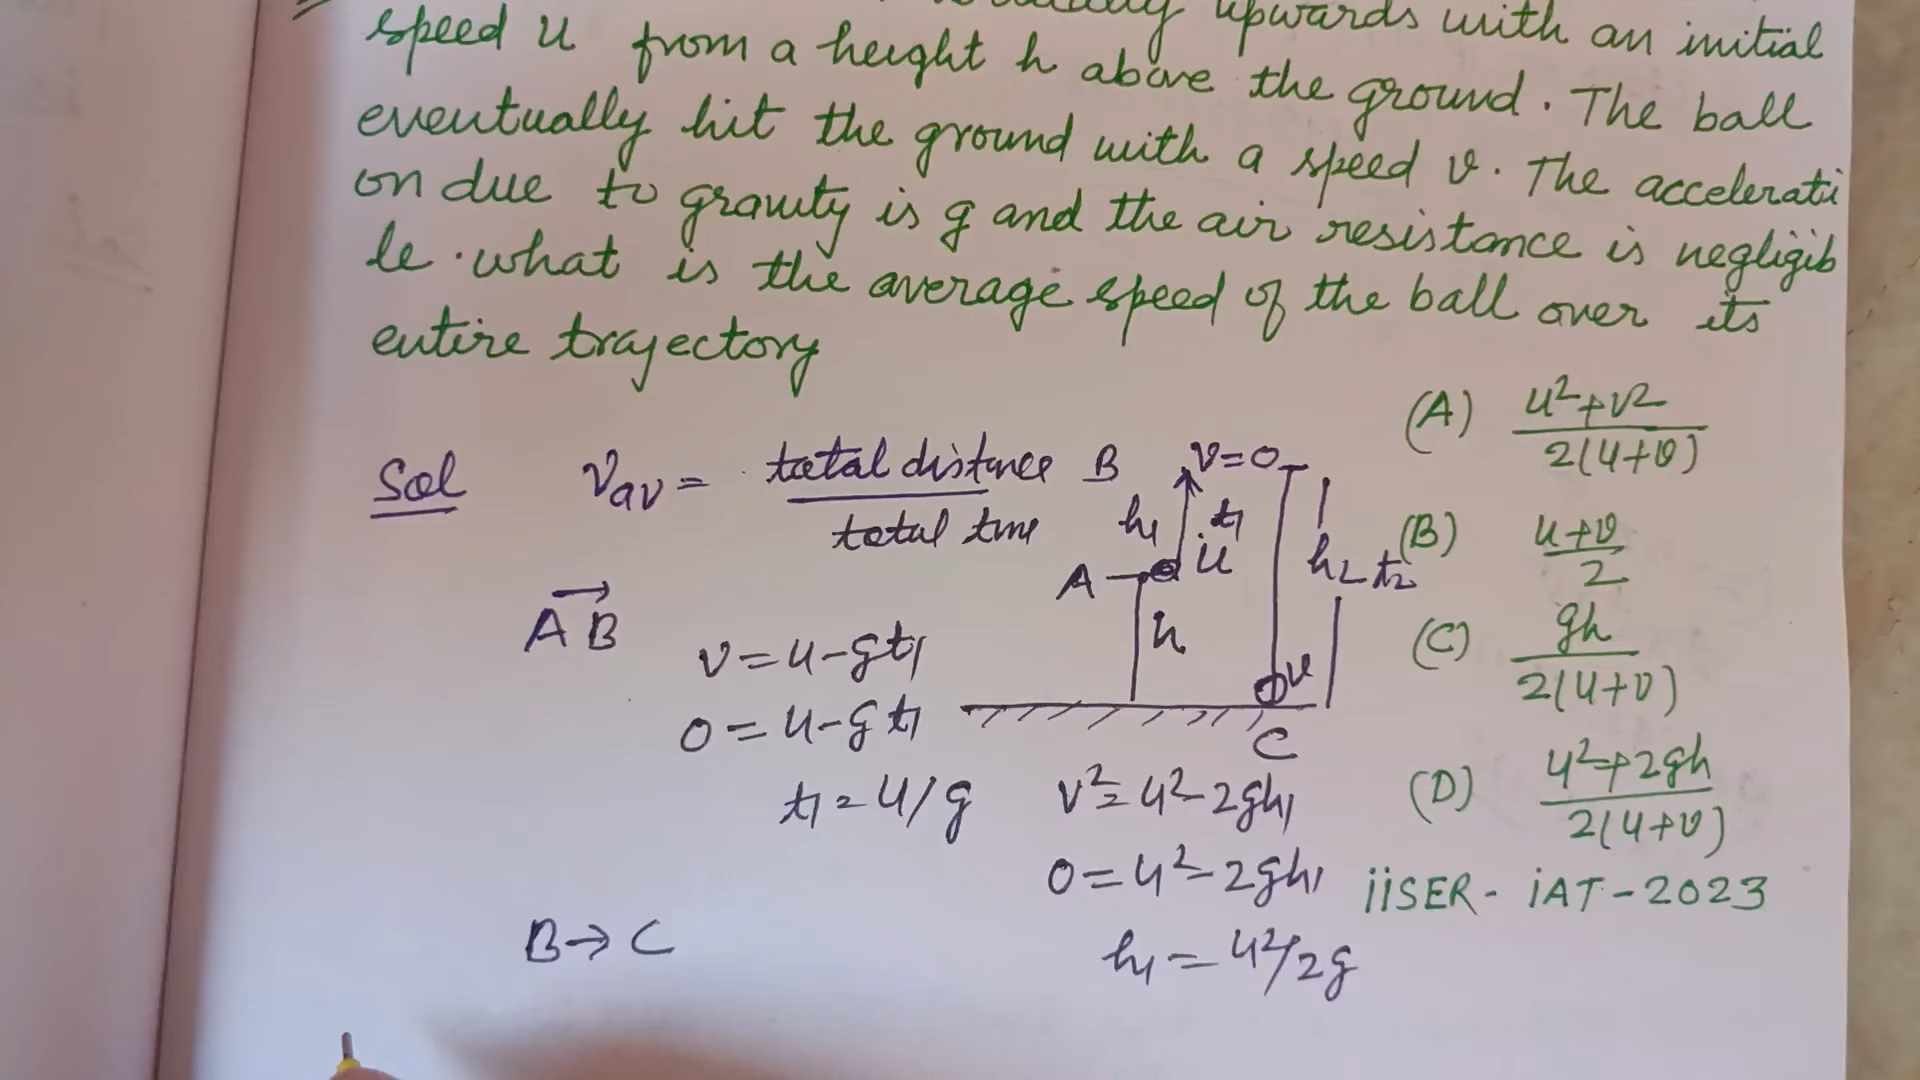 upwards with an initial
speed u from a height h above the ground. The ball
eventually hit the ground with a speed v. The accelerati
on due to gravity is g and the air resistance is negligib
le. what is the average speed of the ball over its
entire trajectory
(A) u²+v² / 2(u+v)
Sol Vav = total distance / total time
B v=0
h1 t1
A u
h2 t2
h
v
C
(B) u+v / 2
(C) gh / 2(u+v)
(D) u²+2gh / 2(u+v)
iiSER - iAT - 2023
AB
v=u-gt1
0=u-gt1
t1=u/g
v²=u²-2gh1
0=u²-2gh1
h1=u²/2g
B→C